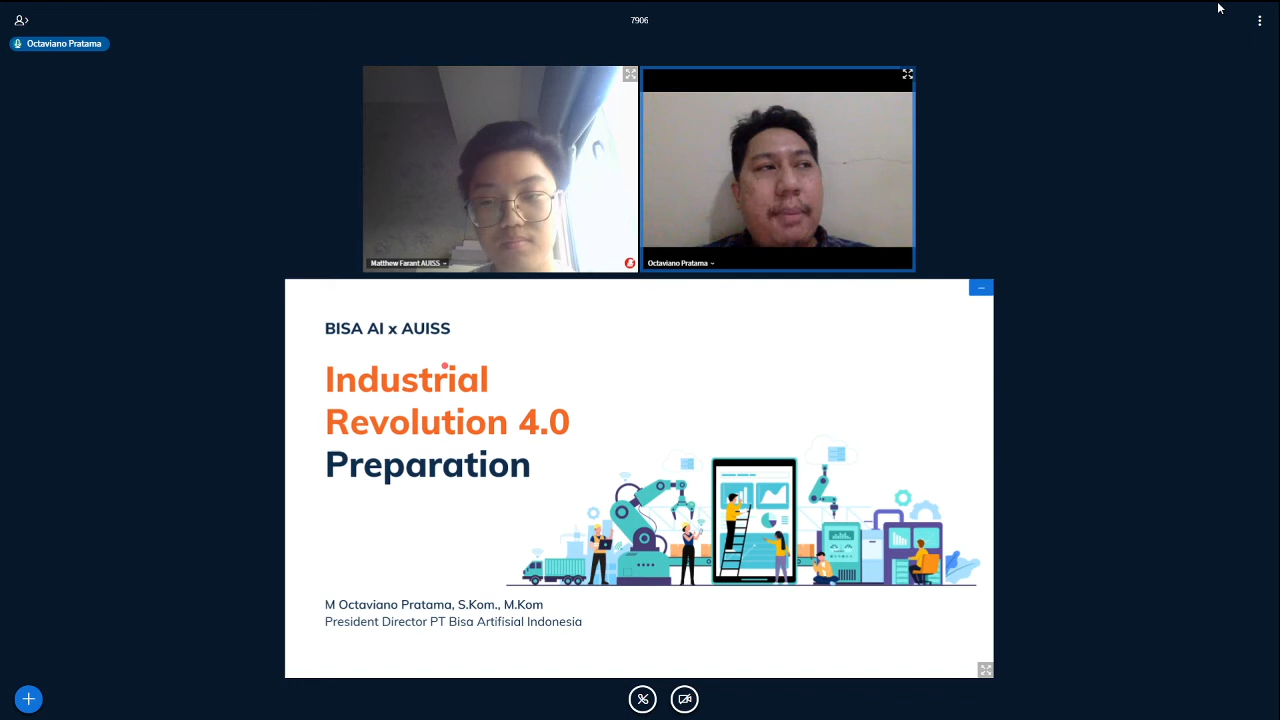 7906
Octaviano Pratama
Matthew Farant AUISS
Octaviano Pratama
BISA AI x AUISS
Industrial
Revolution 4.0
Preparation
M Octaviano Pratama, S.Kom., M.Kom
President Director PT Bisa Artifisial Indonesia